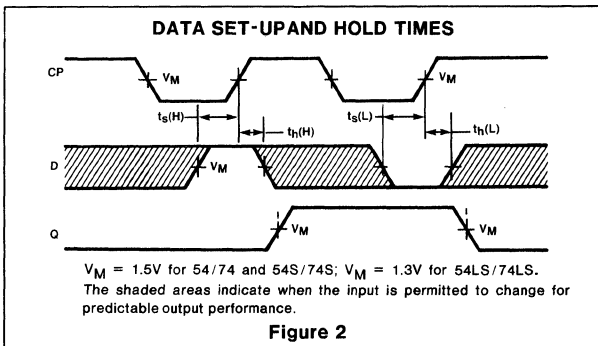 DATA SET-UPAND HOLD TIMES
CP
VM
VM
ts(H)
th(H)
ts(L)
th(L)
D
VM
Q
VM
VM
VM = 1.5V for 54/74 and 54S/74S; VM = 1.3V for 54LS/74LS.
The shaded areas indicate when the input is permitted to change for
predictable output performance.
Figure 2